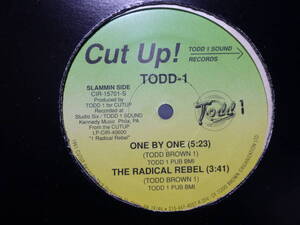 Cut Up!
TODD 1 SOUND
RECORDS
SLAMMIN SIDE
CIR-15701-S
Produced by
TODD 1 for CUTUP
Recorded at
Studio Six / TODD 1 SOUND
Kennedy Music Phila, PA
From the CUTUP
LP-CIR-40600
"1 Radical Rebel"
TODD-1
Todd 1
ONE BY ONE (5:23)
(TODD BROWN 1)
TODD 1 PUB BMI
THE RADICAL REBEL (3:41)
(TODD BROWN 1)
TODD 1 PUB BMI